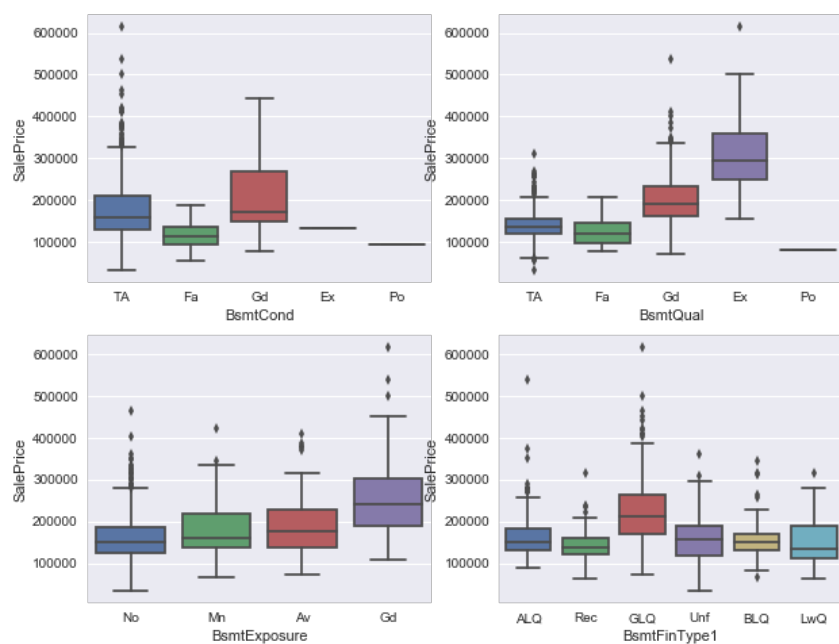 600000
500000
400000
300000
200000
100000
SalePrice
TA Fa Gd Ex Po
BsmtCond
600000
500000
400000
300000
200000
100000
SalePrice
TA Fa Gd Ex Po
BsmtQual
600000
500000
400000
300000
200000
100000
SalePrice
No Mn Av Gd
BsmtExposure
600000
500000
400000
300000
200000
100000
SalePrice
ALQ Rec GLQ Unf BLQ LwQ
BsmtFinType1